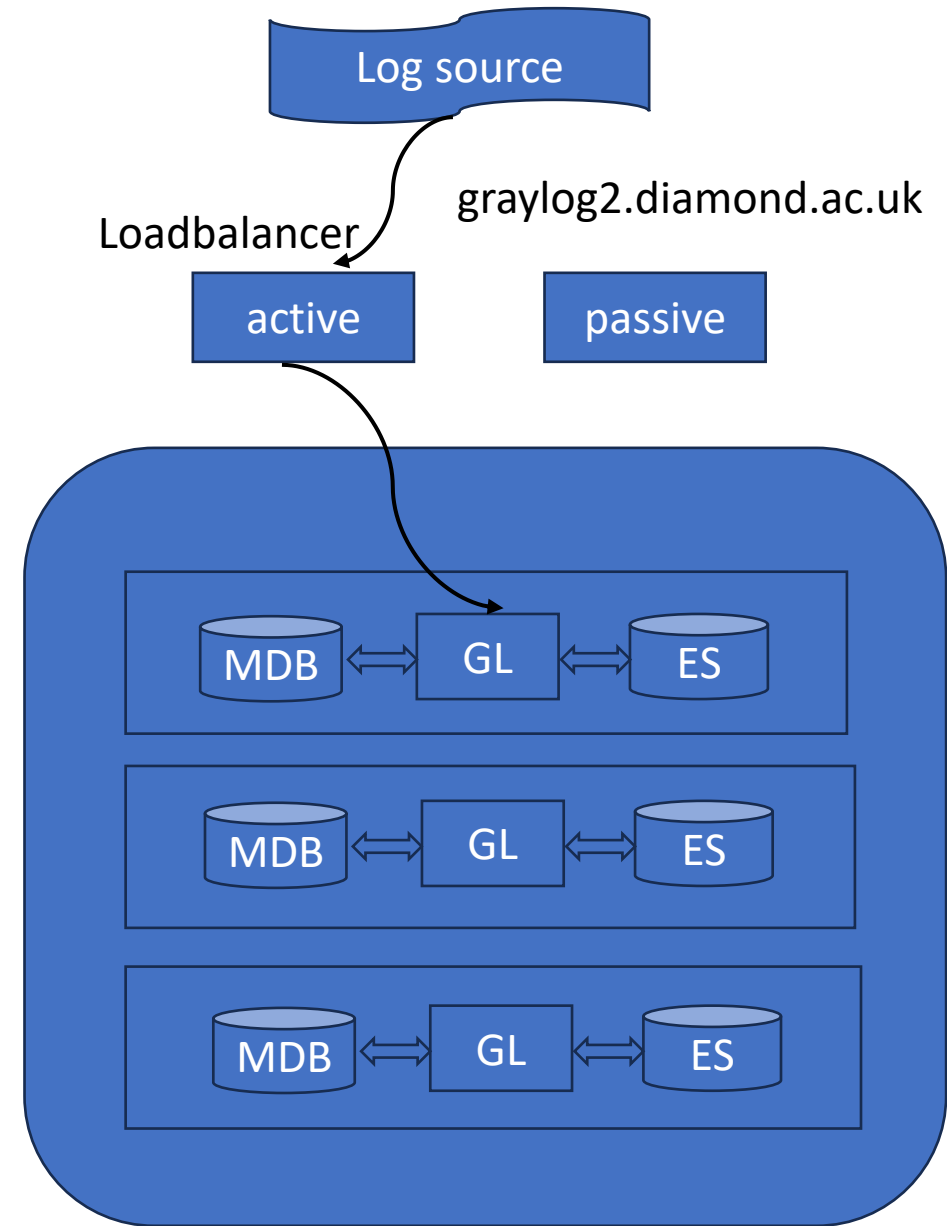 Log source
graylog2.diamond.ac.uk
Loadbalancer
active
passive
MDB
GL
ES
MDB
GL
ES
MDB
GL
ES